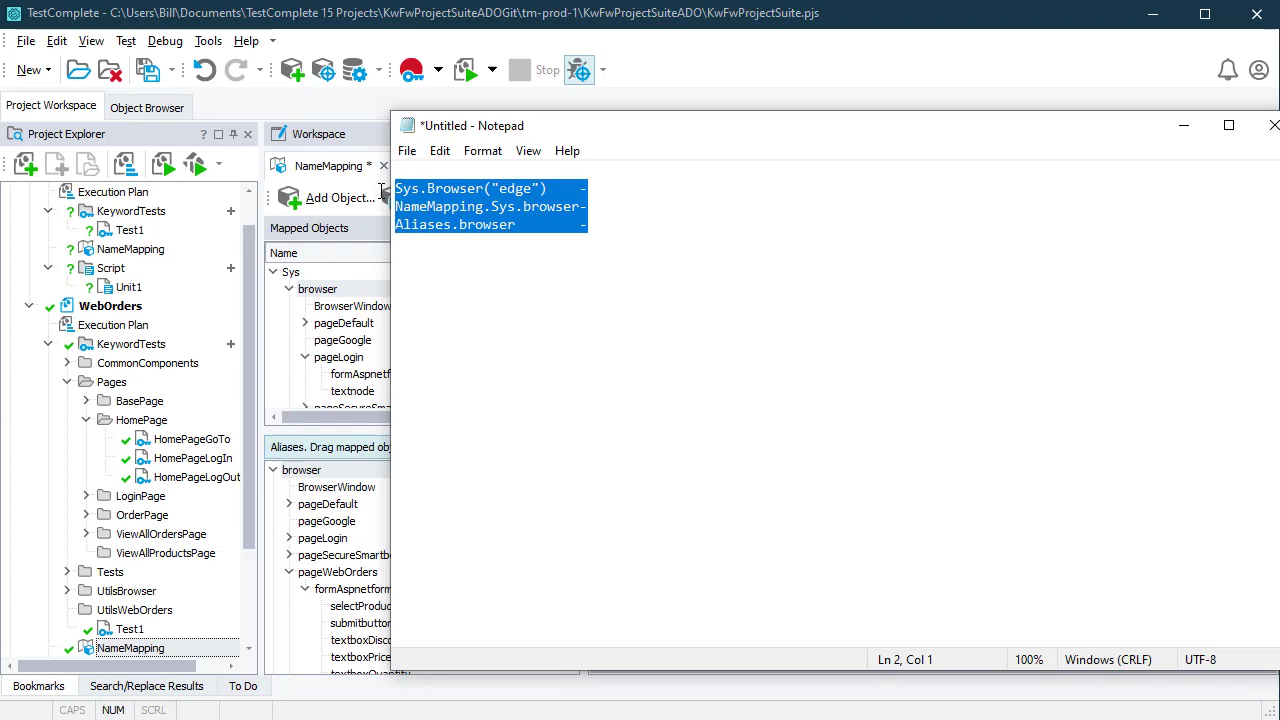 TestComplete - C:\Users\Bill\Documents\TestComplete 15 Projects\KwFwProjectSuiteADOGit\tm-prod-1\KwFwProjectSuiteADO\KwFwProjectSuite.pjs
File Edit View Test Debug Tools Help
New Stop
Project Workspace Object Browser
Project Explorer ?
Execution Plan
? KeywordTests +
? Test1
? NameMapping
? Script +
? Unit1
WebOrders
Execution Plan
KeywordTests +
CommonComponents
Pages
BasePage
HomePage
HomePageGoTo
HomePageLogIn
HomePageLogOut
LoginPage
OrderPage
ViewAllOrdersPage
ViewAllProductsPage
Tests
UtilsBrowser
UtilsWebOrders
Test1
NameMapping
Bookmarks Search/Replace Results To Do
CAPS NUM SCRL
Workspace
NameMapping *
Add Object...
Mapped Objects
Name
Sys
browser
BrowserWindow
pageDefault
pageGoogle
pageLogin
formAspnetf
textnode
pageSecureSma
Aliases. Drag mapped obj
browser
BrowserWindow
pageDefault
pageGoogle
pageLogin
pageSecureSmartbe
pageWebOrders
formAspnetform
selectProduc
submitbutton
textboxDisco
textboxPrice
textboxQuantity
*Untitled - Notepad
File Edit Format View Help
Sys.Browser("edge") -
NameMapping.Sys.browser-
Aliases.browser -
Ln 2, Col 1 100% Windows (CRLF) UTF-8